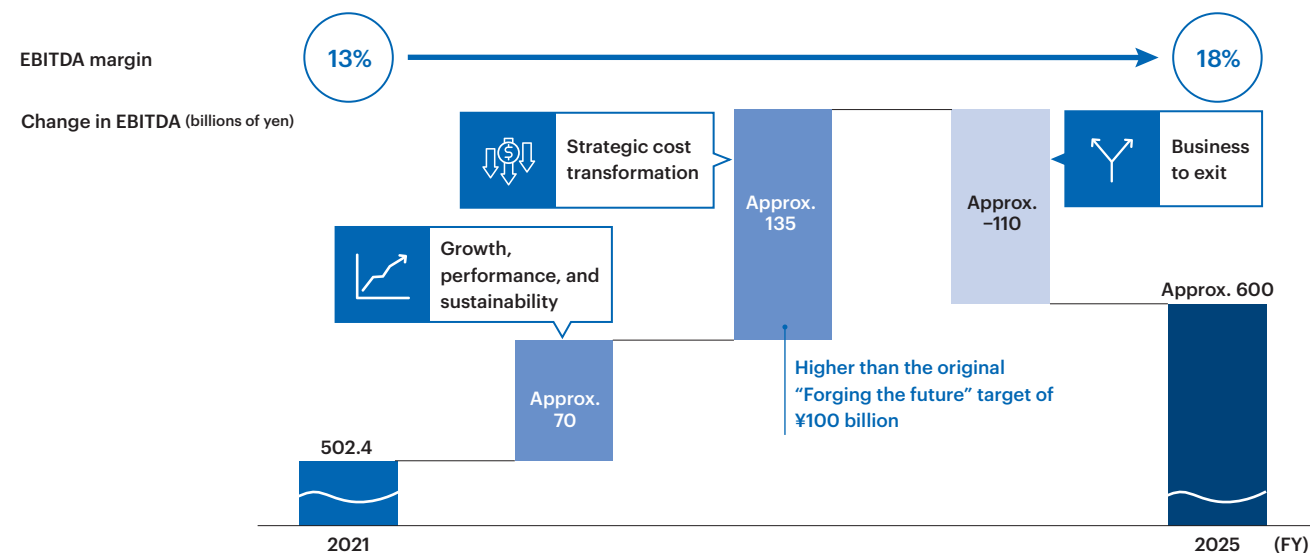 EBITDA margin
13%
18%
Change in EBITDA (billions of yen)
Strategic cost
transformation
Approx.
135
Approx.
−110
Business
to exit
Growth,
performance, and
sustainability
Approx.
70
Higher than the original
“Forging the future” target of
¥100 billion
502.4
Approx. 600
2021
2025
(FY)
$